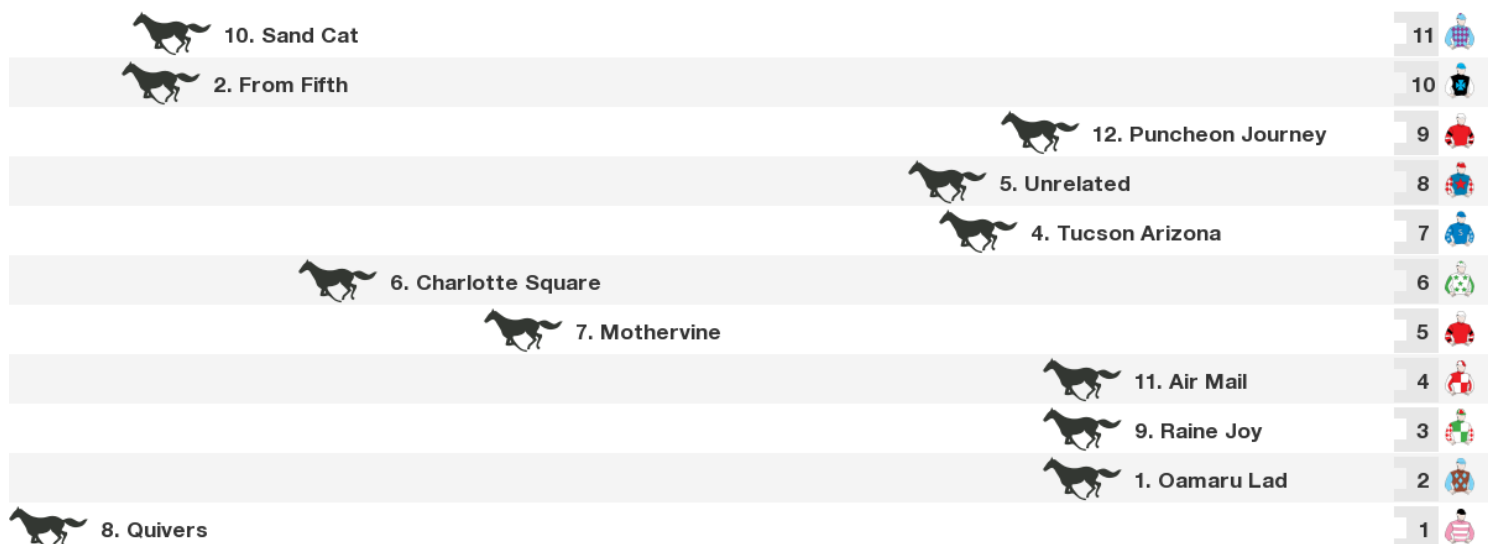 10. Sand Cat 11
2. From Fifth 10
12. Puncheon Journey 9
5. Unrelated 8
4. Tucson Arizona 7
6. Charlotte Square 6
7. Mothervine 5
11. Air Mail 4
9. Raine Joy 3
1. Oamaru Lad 2
8. Quivers 1